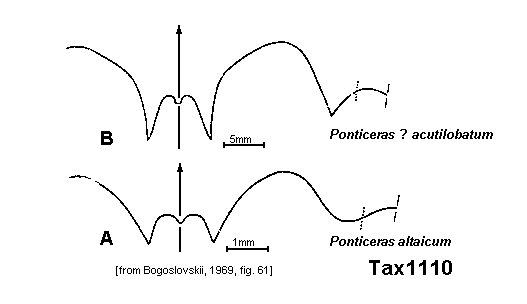 B
5mm
Ponticeras ? acutilobatum
A
1mm
Ponticeras altaicum
[from Bogoslovskii, 1969, fig. 61]
Tax1110